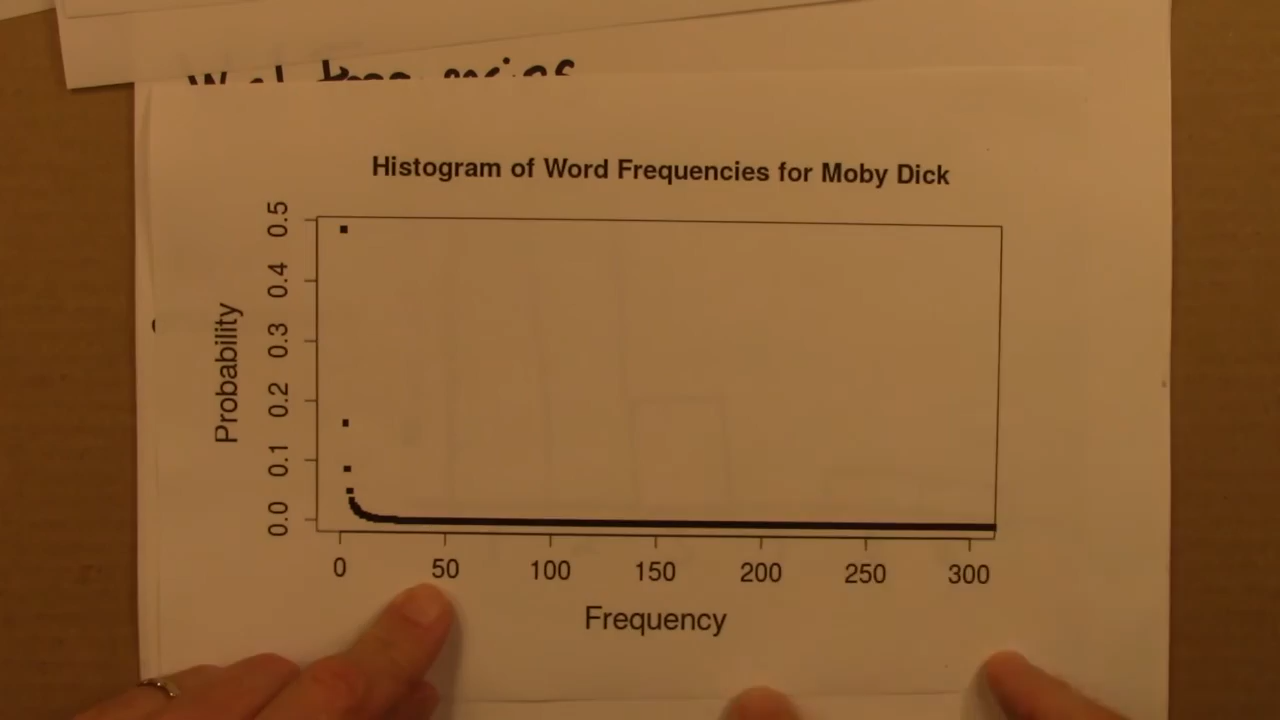 Histogram of Word Frequencies for Moby Dick
0.5
0.4
0.3
0.2
0.1
0.0
Probability
0 50 100 150 200 250 300
Frequency